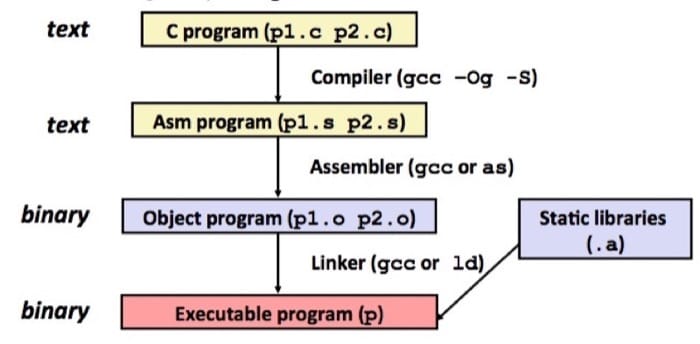 text
C program (p1.c p2.c)
Compiler (gcc -Og -S)
text
Asm program (p1.s p2.s)
Assembler (gcc or as)
binary
Object program (p1.o p2.o)
Static libraries
(.a)
Linker (gcc or ld)
binary
Executable program (p)